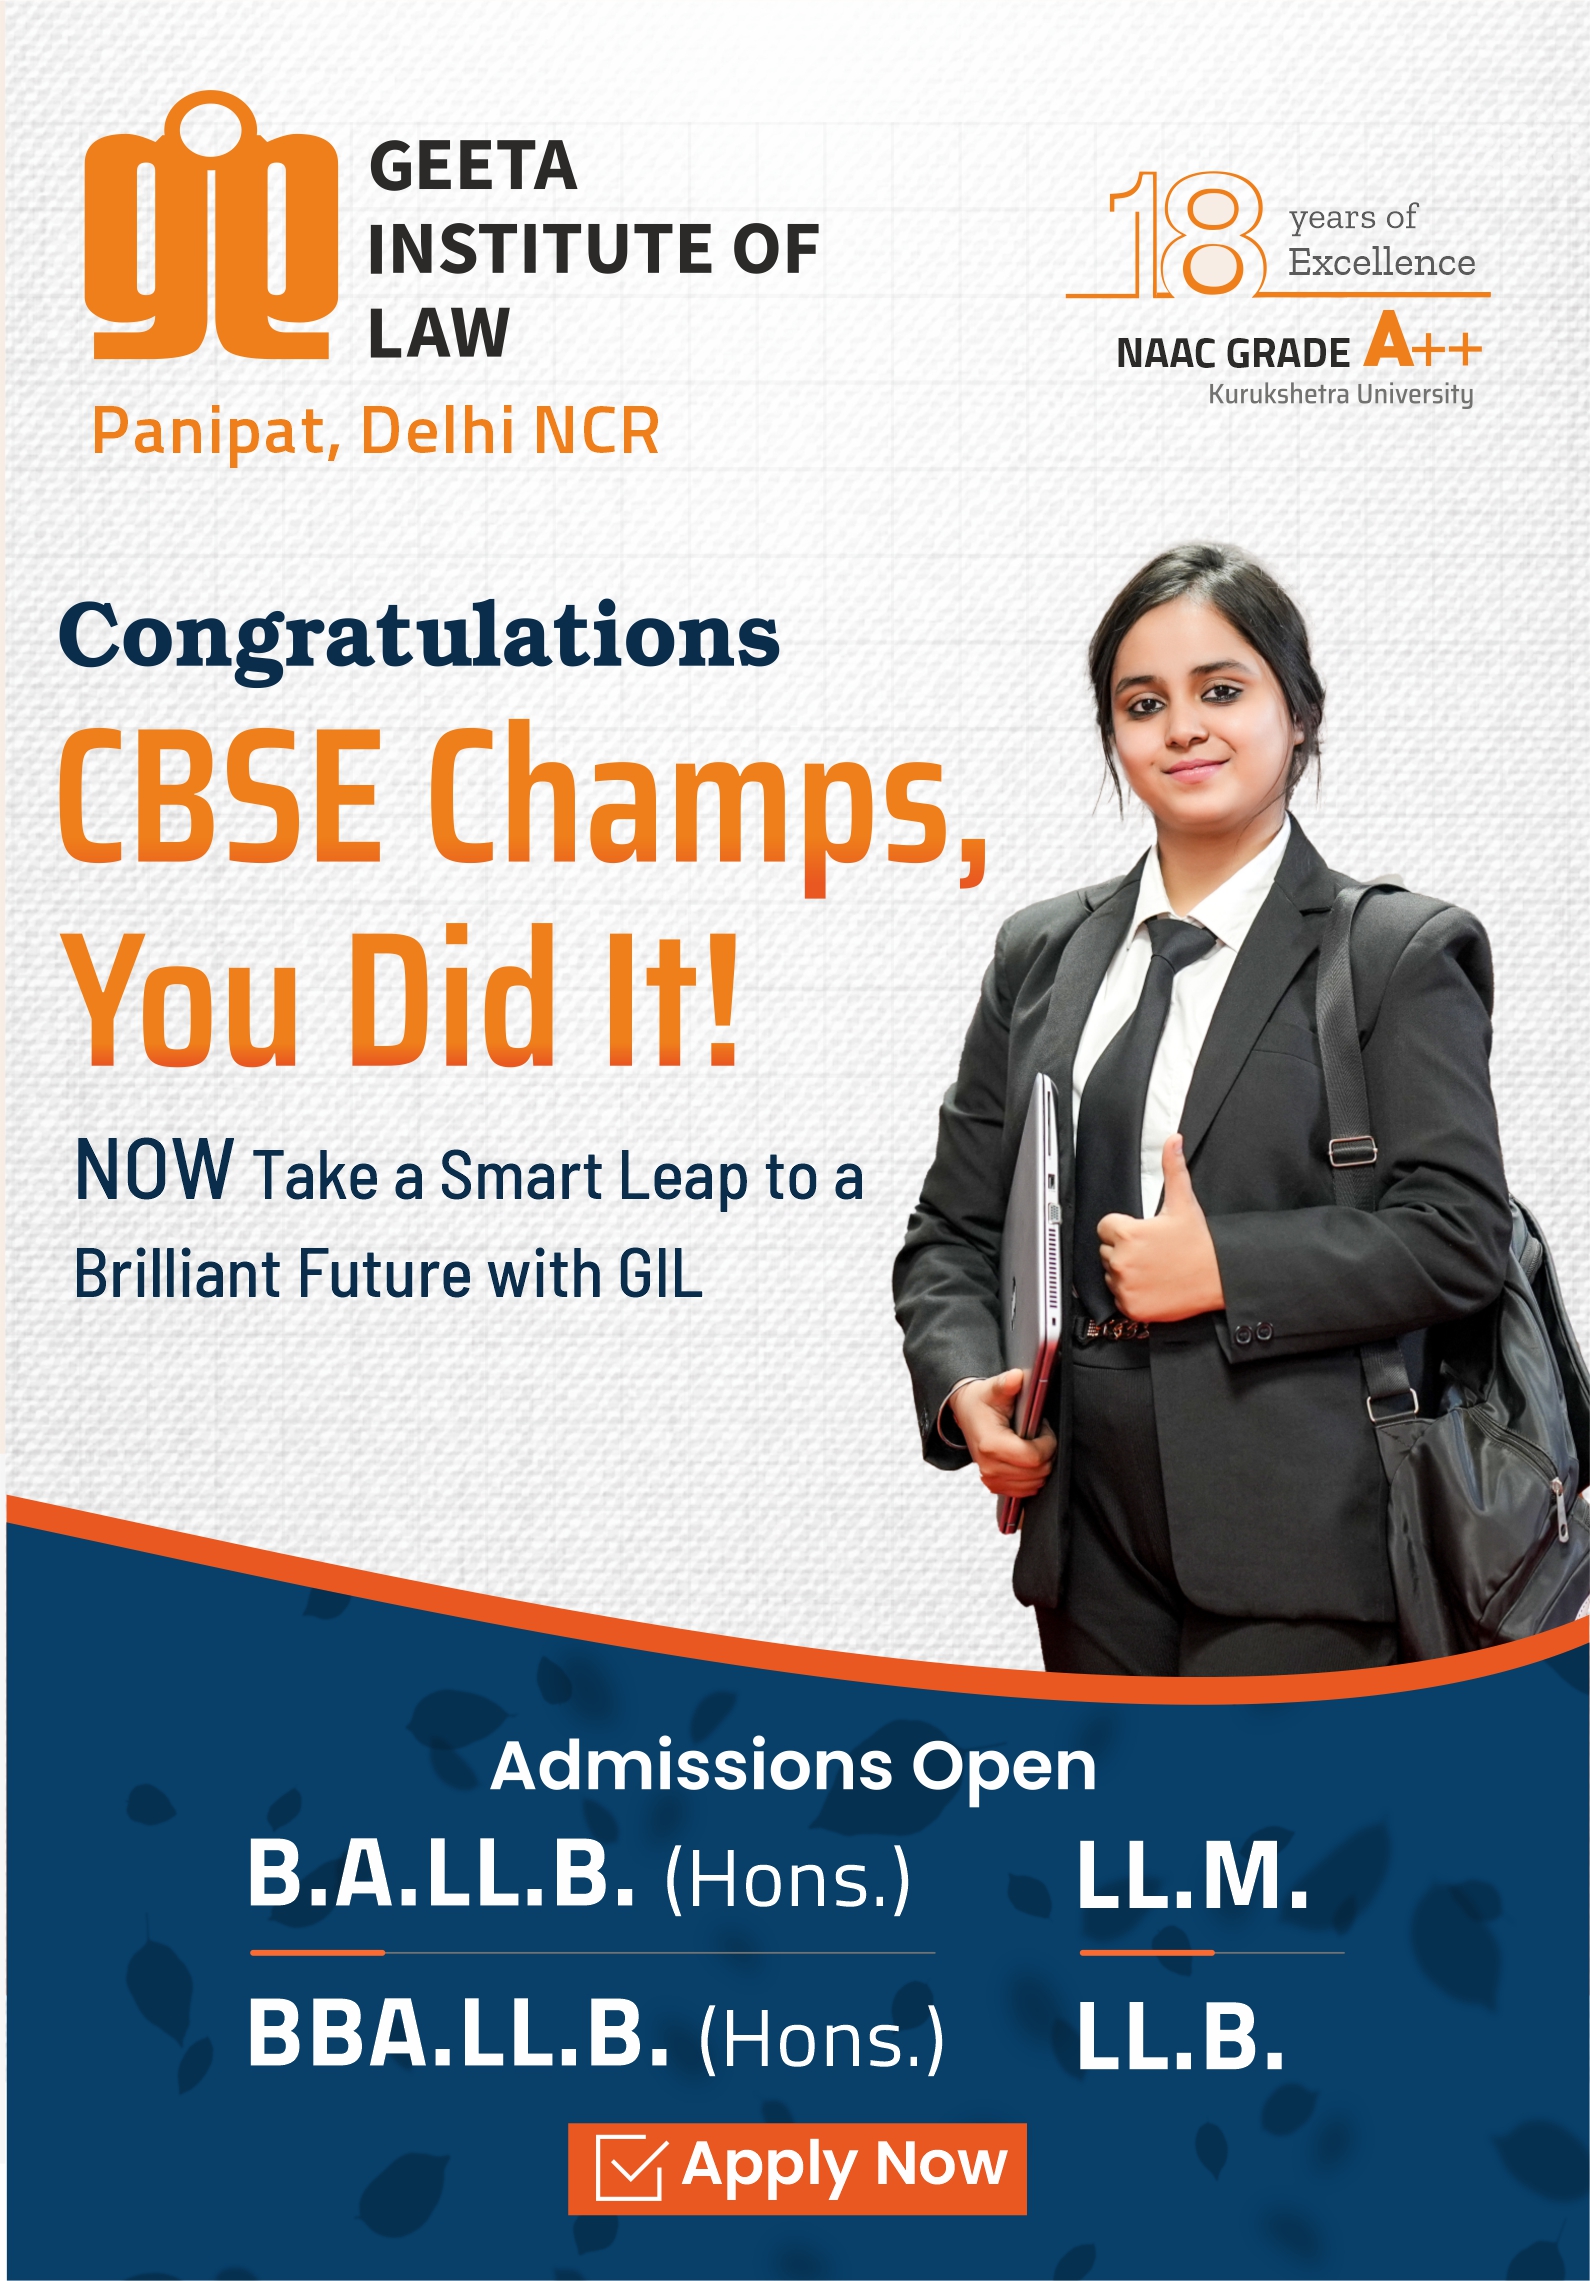 GEETA
INSTITUTE OF
LAW
Panipat, Delhi NCR
18 years of
Excellence
NAAC GRADE A++
Kurukshetra University
Congratulations
CBSE Champs,
You Did It!
NOW Take a Smart Leap to a
Brilliant Future with GIL
Admissions Open
B.A.LL.B. (Hons.)
LL.M.
BBA.LL.B. (Hons.)
LL.B.
Apply Now